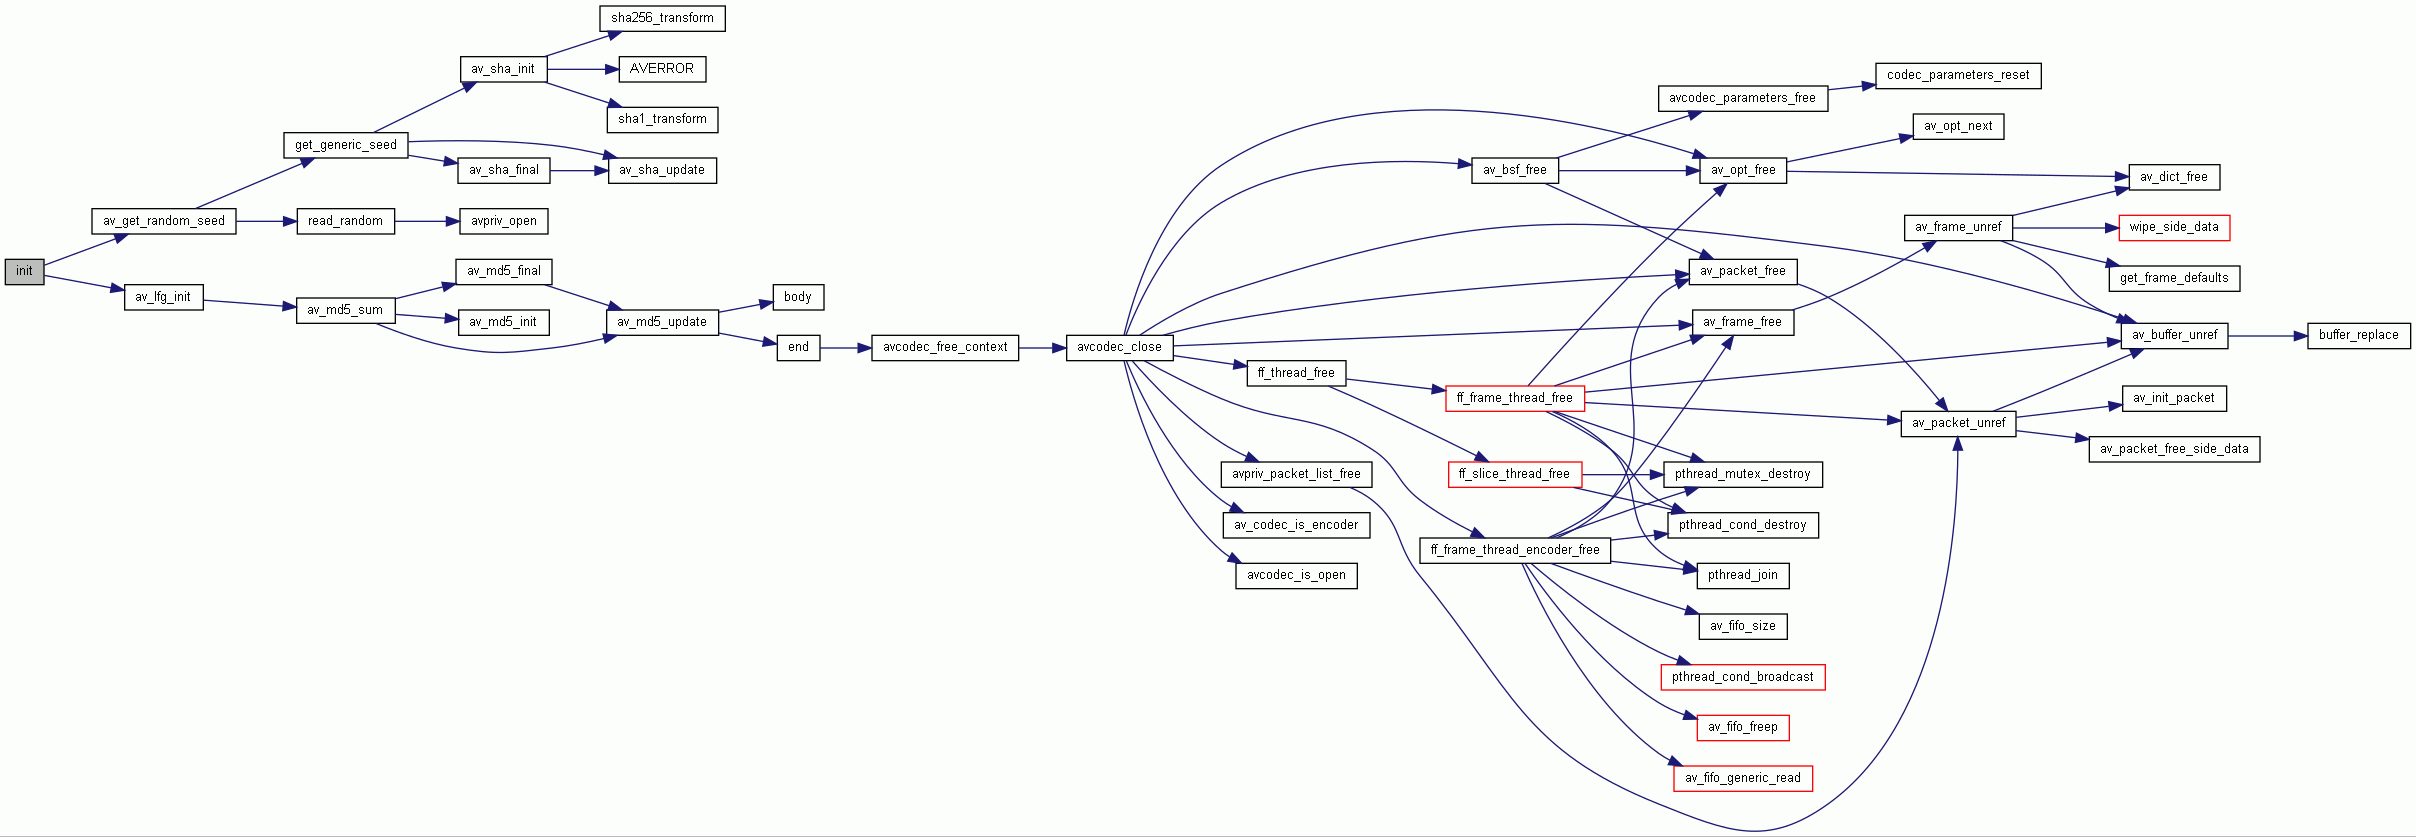 sha256_transform
av_sha_init
AVERROR
codec_parameters_reset
avcodec_parameters_free
sha1_transform
av_opt_next
get_generic_seed
av_sha_final
av_sha_update
av_bsf_free
av_opt_free
av_dict_free
av_get_random_seed
read_random
avpriv_open
av_frame_unref
wipe_side_data
init
av_md5_final
av_packet_free
get_frame_defaults
av_lfg_init
body
av_md5_sum
av_md5_init
av_md5_update
av_frame_free
av_buffer_unref
buffer_replace
end
avcodec_free_context
avcodec_close
ff_thread_free
ff_frame_thread_free
av_init_packet
av_packet_unref
av_packet_free_side_data
avpriv_packet_list_free
ff_slice_thread_free
pthread_mutex_destroy
av_codec_is_encoder
pthread_cond_destroy
ff_frame_thread_encoder_free
avcodec_is_open
pthread_join
av_fifo_size
pthread_cond_broadcast
av_fifo_freep
av_fifo_generic_read